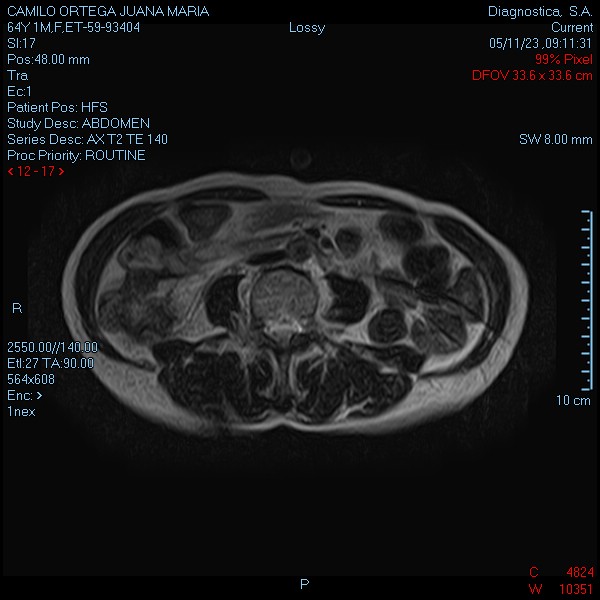 CAMILO ORTEGA JUANA MARIA
64Y 1M,F,ET-59-93404
Sl:17
Pos:48.00 mm
Tra
Ec:1
Patient Pos: HFS
Study Desc: ABDOMEN
Series Desc: AX T2 TE 140
Proc Priority: ROUTINE
< 12 - 17 >
Lossy
Diagnostica, S.A.
Current
05/11/23 ,09:11:31
99% Pixel
DFOV 33.6 x 33.6 cm
SW 8.00 mm
R
2550.00//140.00
Etl:27 TA:90.00
564x608
Enc: >
1nex
10 cm
P
C 4824
W 10351